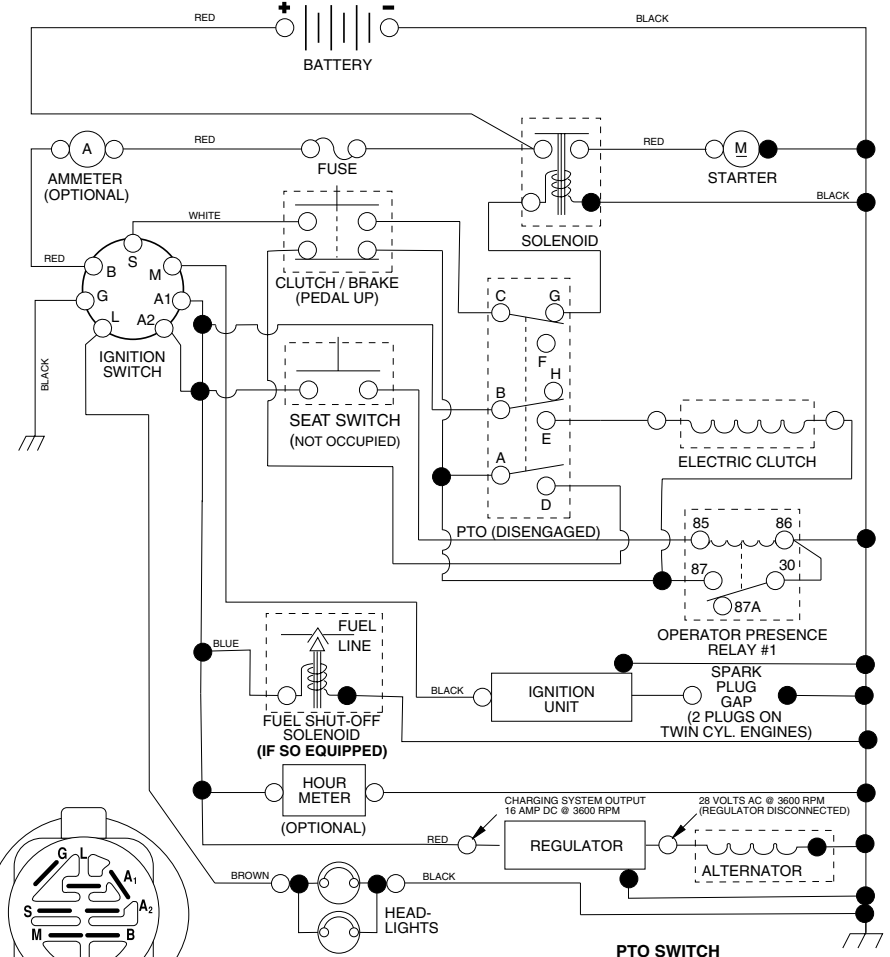 RED
+
-
BLACK
BATTERY
A
RED
RED
M
AMMETER
(OPTIONAL)
FUSE
STARTER
WHITE
BLACK
SOLENOID
RED
B
S
M
CLUTCH / BRAKE
(PEDAL UP)
G
A1
L
A2
C
G
F
IGNITION
SWITCH
BLACK
H
B
SEAT SWITCH
(NOT OCCUPIED)
E
A
ELECTRIC CLUTCH
D
PTO (DISENGAGED)
85
86
87
30
87A
OPERATOR PRESENCE
RELAY #1
FUEL
LINE
BLUE
BLACK
IGNITION
UNIT
SPARK
PLUG
GAP
(2 PLUGS ON
TWIN CYL. ENGINES)
FUEL SHUT-OFF
SOLENOID
(IF SO EQUIPPED)
HOUR
METER
(OPTIONAL)
CHARGING SYSTEM OUTPUT
16 AMP DC @ 3600 RPM
28 VOLTS AC @ 3600 RPM
(REGULATOR DISCONNECTED)
RED
REGULATOR
ALTERNATOR
G
L
A1
A2
S
M
B
BROWN
BLACK
HEAD-
LIGHTS
PTO SWITCH